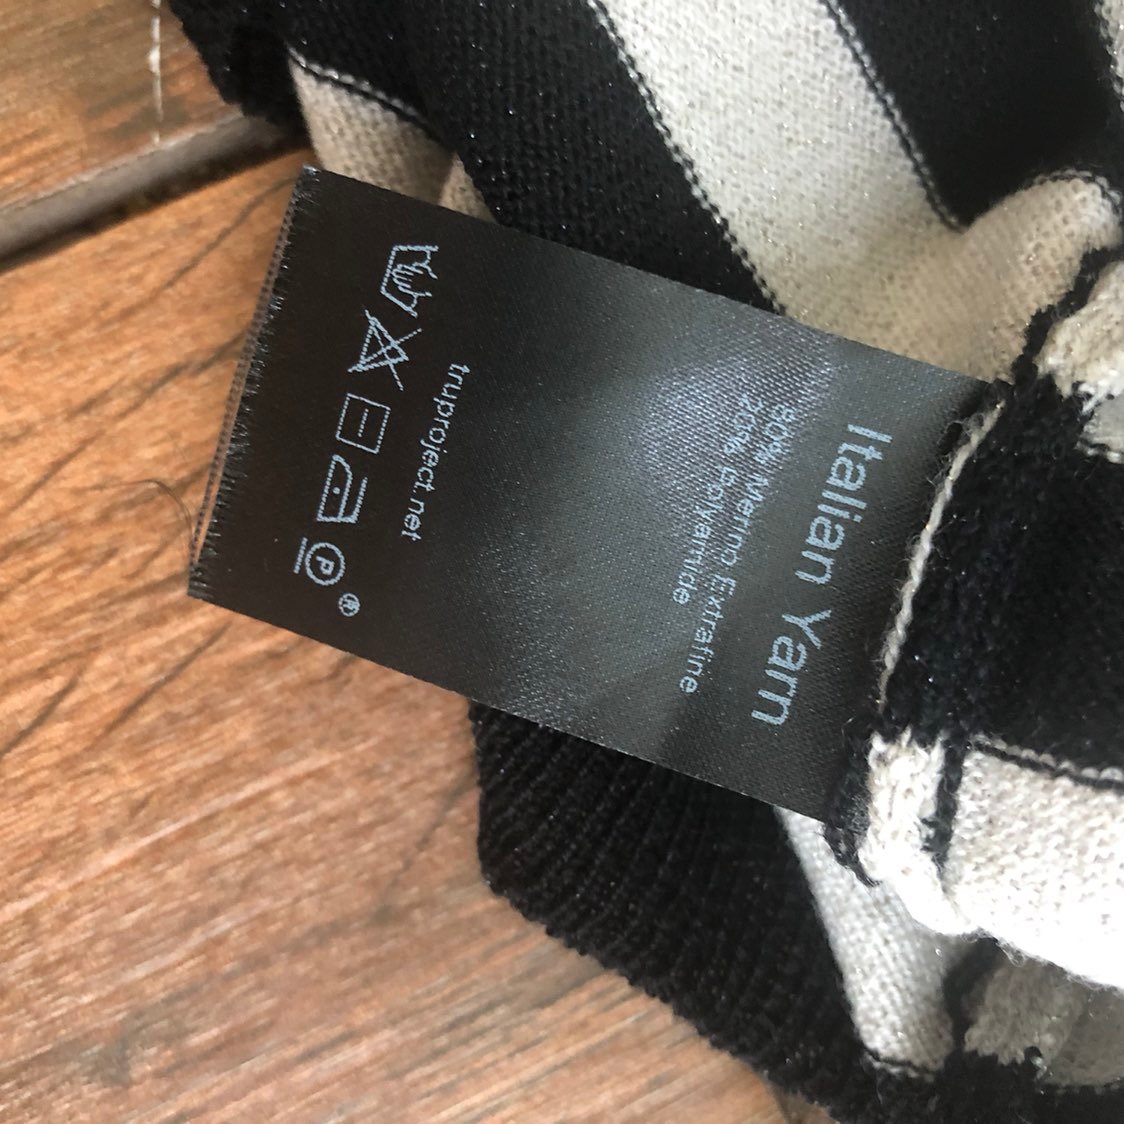 Italian Yarn
80% Merino Extrafine
20% Polyamide
truproject.net
P
®